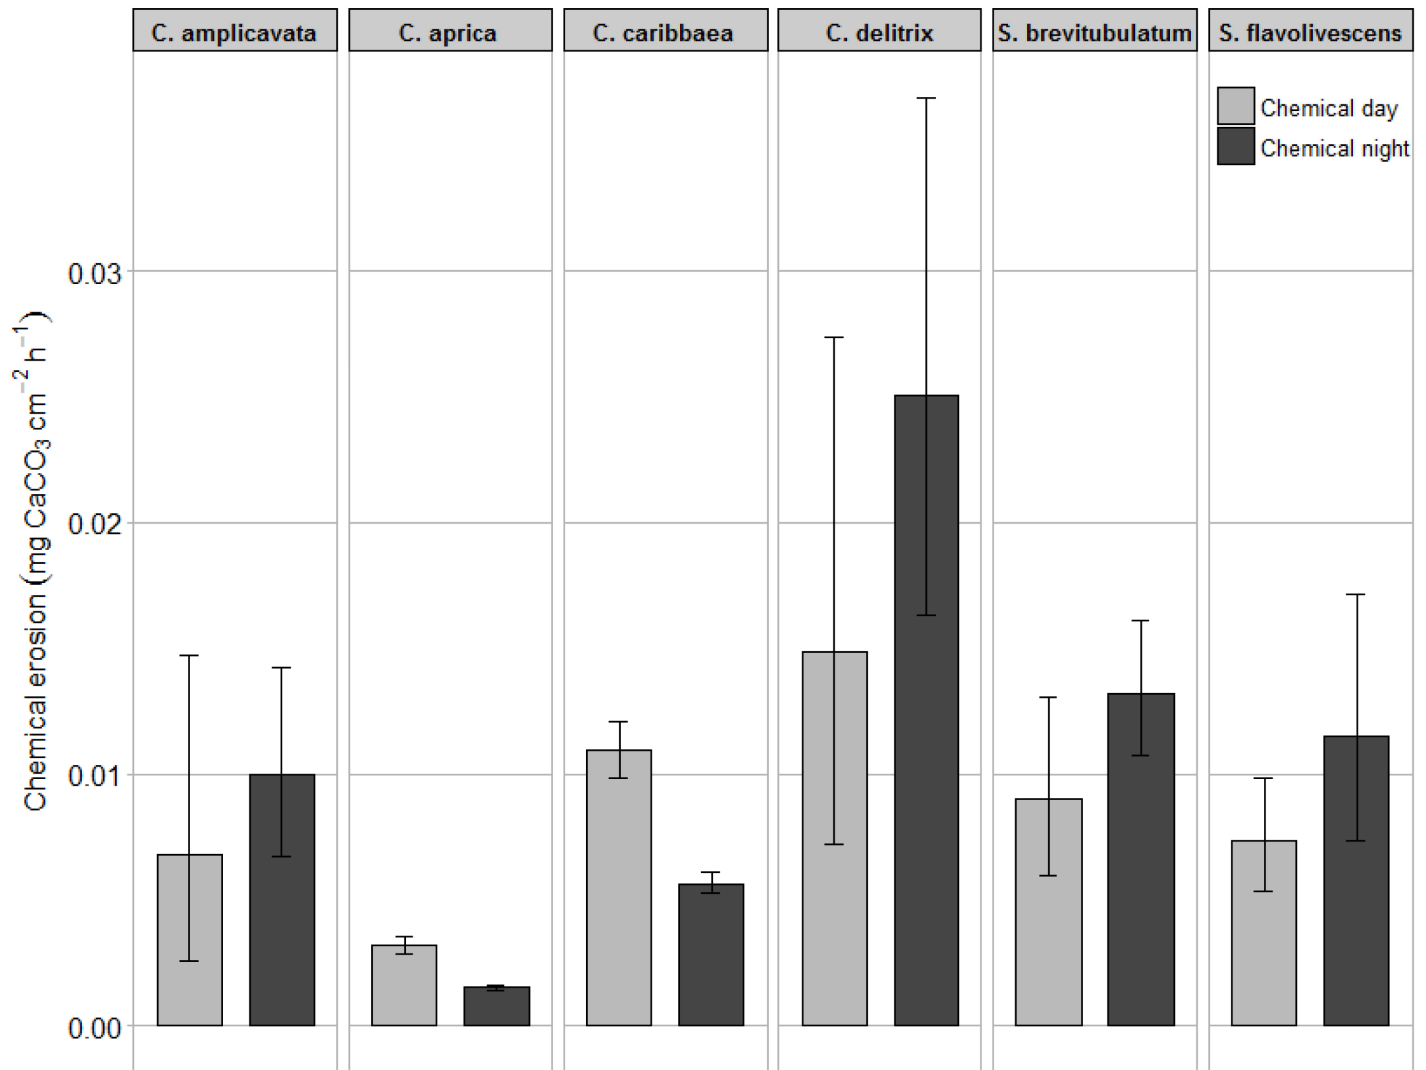 C. amplicavata
C. aprica
C. caribbaea
C. delitrix
S. brevitubulatum
S. flavolivescens
Chemical day
Chemical night
Chemical erosion (mg CaCO₃ cm⁻² h⁻¹)
0.03
0.02
0.01
0.00